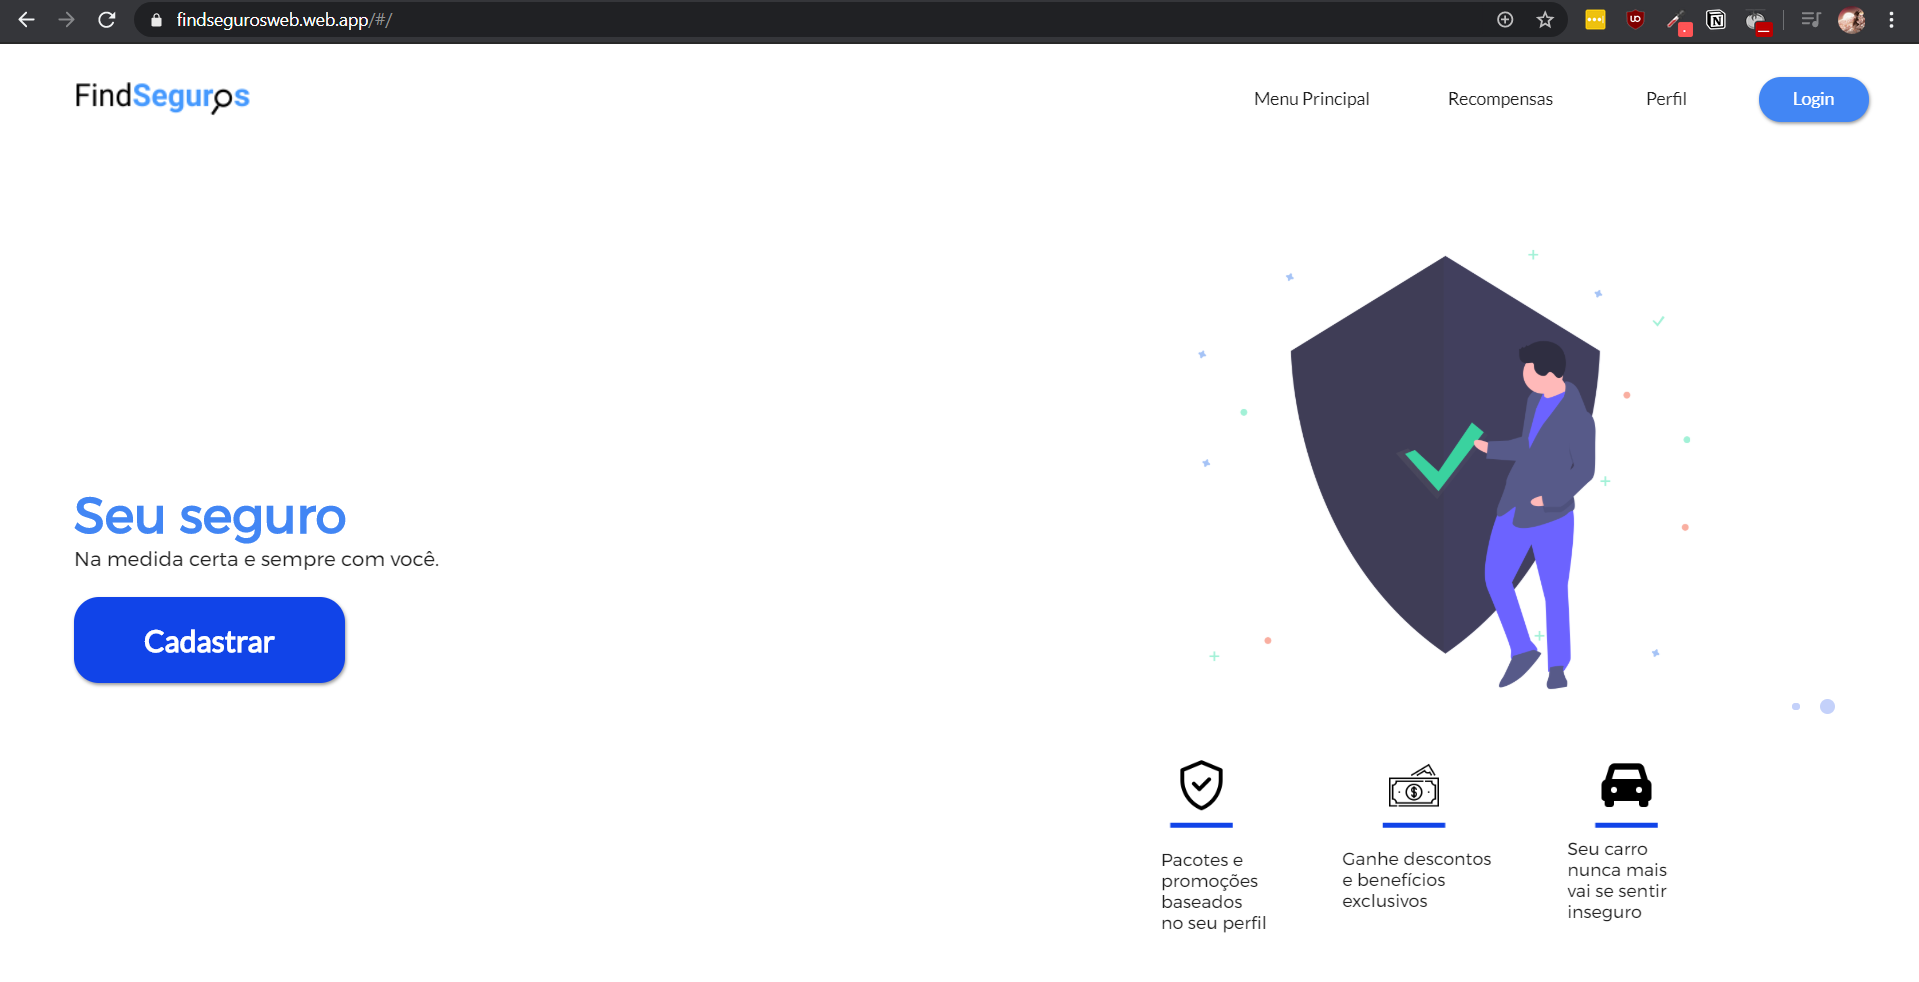 findsegurosweb.web.app/#/
FindSeguros
Menu Principal
Recompensas
Perfil
Login
Seu seguro
Na medida certa e sempre com você.
Cadastrar
Pacotes e
promoções
baseados
no seu perfil
Ganhe descontos
e benefícios
exclusivos
Seu carro
nunca mais
vai se sentir
inseguro